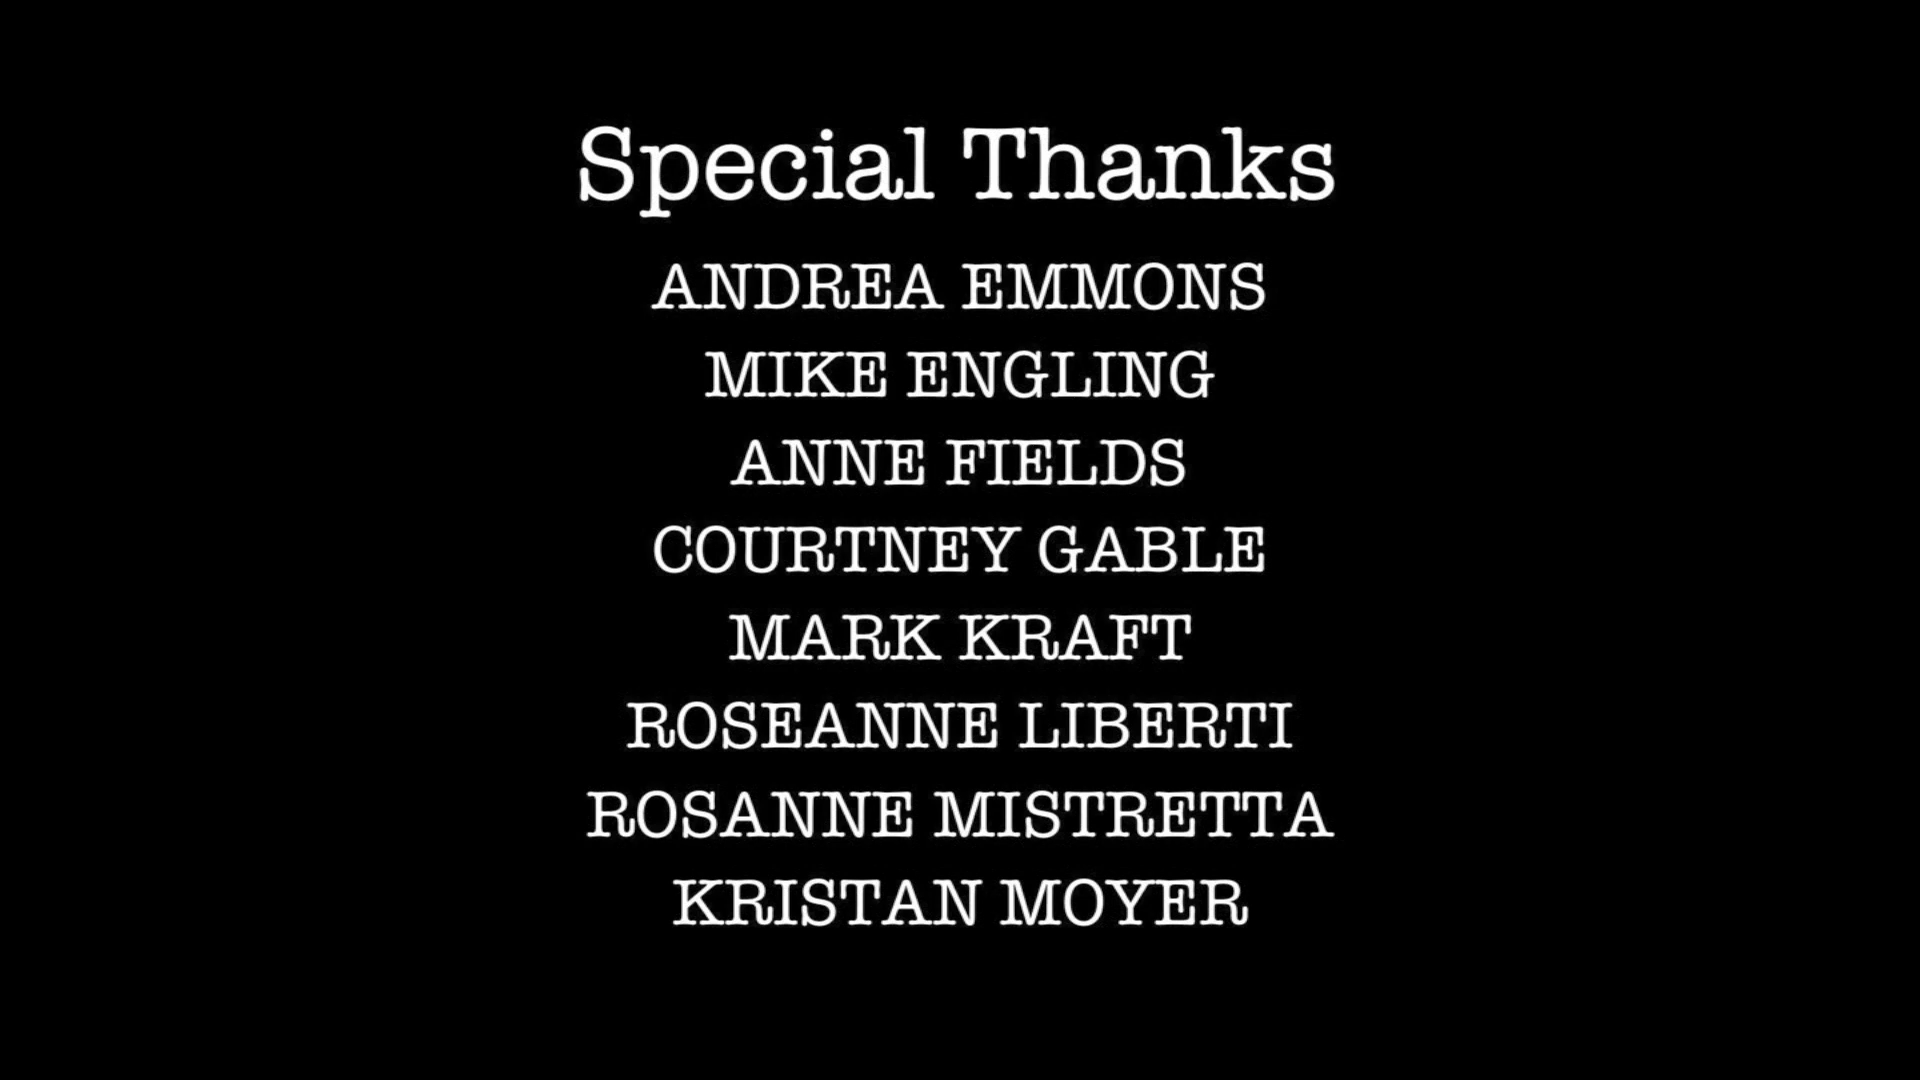 Special Thanks
ANDREA EMMONS
MIKE ENGLING
ANNE FIELDS
COURTNEY GABLE
MARK KRAFT
ROSEANNE LIBERTI
ROSANNE MISTRETTA
KRISTAN MOYER